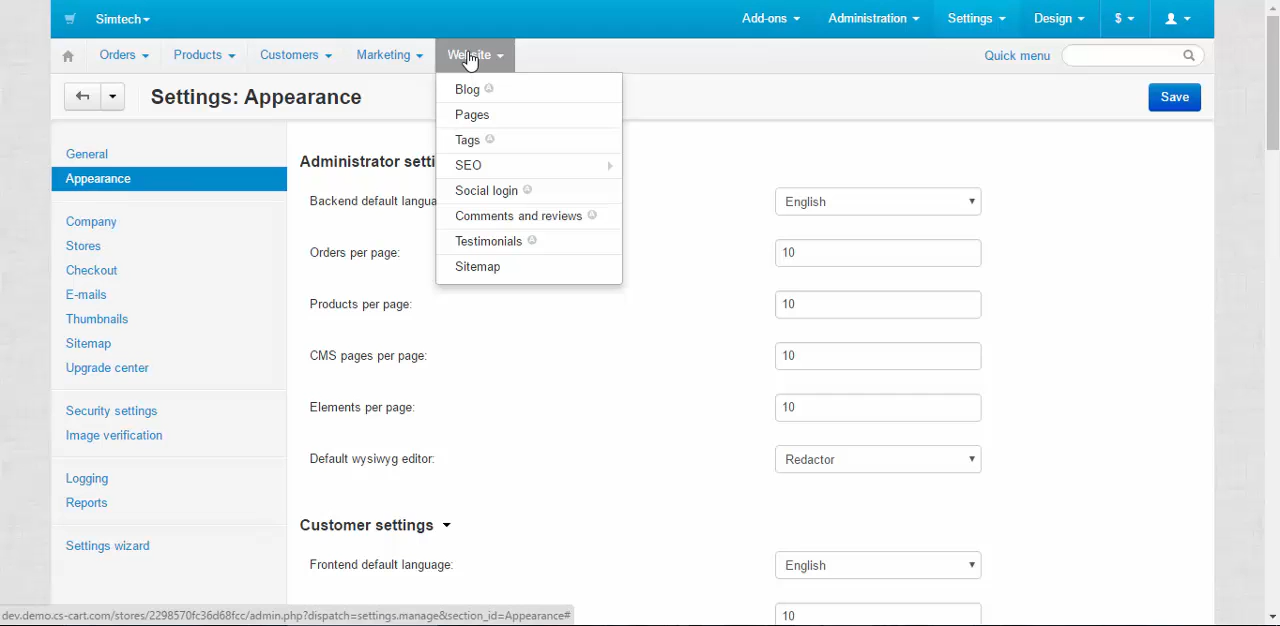 Simtech
Add-ons
Administration
Settings
Design
$
Orders
Products
Customers
Marketing
Website
Quick menu
Settings: Appearance
Save
Blog
Pages
Tags
SEO
Social login
Comments and reviews
Testimonials
Sitemap
General
Appearance
Company
Stores
Checkout
E-mails
Thumbnails
Sitemap
Upgrade center
Security settings
Image verification
Logging
Reports
Settings wizard
Administrator setti
Backend default langua
English
Orders per page:
10
Products per page:
10
CMS pages per page:
10
Elements per page:
10
Default wysiwyg editor:
Redactor
Customer settings
Frontend default language:
English
10
dev.demo.cs-cart.com/stores/2298570fc36d68fcc/admin.php?dispatch=settings.manage&section_id=Appearance#